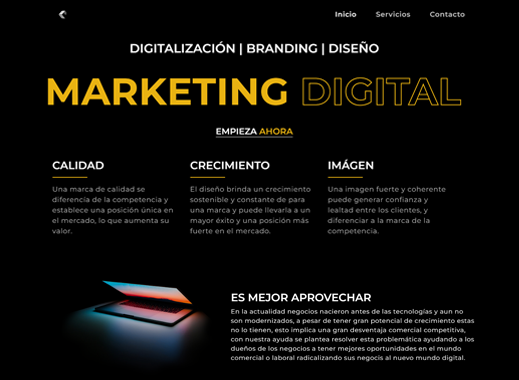 Inicio Servicios Contacto
DIGITALIZACIÓN | BRANDING | DISEÑO
MARKETING DIGITAL
EMPIEZA AHORA
CALIDAD
Una marca de calidad se
diferencía de la competencia y
establece una posición única en
el mercado, lo que aumenta su
valor.
CRECIMIENTO
El diseño brinda un crecimiento
sostenible y constante de para
una marca y puede llevarla a un
mayor éxito y una posición más
fuerte en el mercado.
IMÁGEN
Una imagen fuerte y coherente
puede generar confianza y
lealtad entre los clientes, y
diferenciar a la marca de la
competencia.
ES MEJOR APROVECHAR
En la actualidad negocios nacieron antes de las tecnologías y aun no
son modernizados, a pesar de tener gran potencial de crecimiento estas
no lo tienen, esto implica una gran desventaja comercial competitiva,
con nuestra ayuda se plantea resolver esta problemática ayudando a los
dueños de los negocios a tener mejores oportunidades en el mundo
comercial o laboral radicalizando sus negocis al nuevo mundo digital.